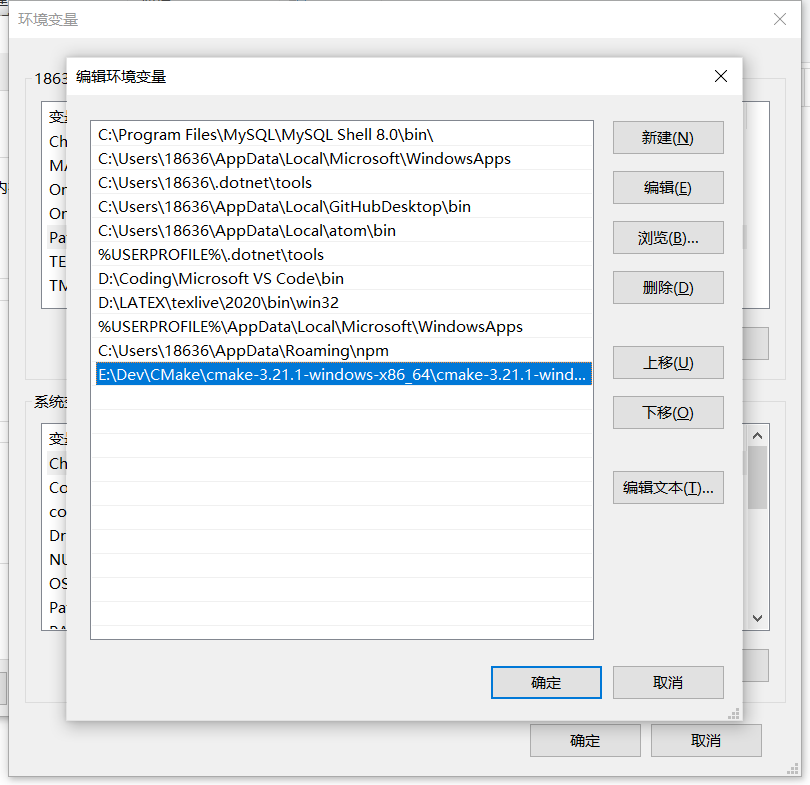 环境变量
编辑环境变量
1863
变
Ch
MA
On
On
Pa
TE
TM
C:\Program Files\MySQL\MySQL Shell 8.0\bin\
C:\Users\18636\AppData\Local\Microsoft\WindowsApps
C:\Users\18636\.dotnet\tools
C:\Users\18636\AppData\Local\GitHubDesktop\bin
C:\Users\18636\AppData\Local\atom\bin
%USERPROFILE%\.dotnet\tools
D:\Coding\Microsoft VS Code\bin
D:\LATEX\texlive\2020\bin\win32
%USERPROFILE%\AppData\Local\Microsoft\WindowsApps
C:\Users\18636\AppData\Roaming\npm
E:\Dev\CMake\cmake-3.21.1-windows-x86_64\cmake-3.21.1-wind...
新建(N)
编辑(E)
浏览(B)...
删除(D)
上移(U)
下移(O)
编辑文本(T)...
系统
变
Ch
Co
co
Dr
NU
OS
Pa
确定
取消
确定
取消